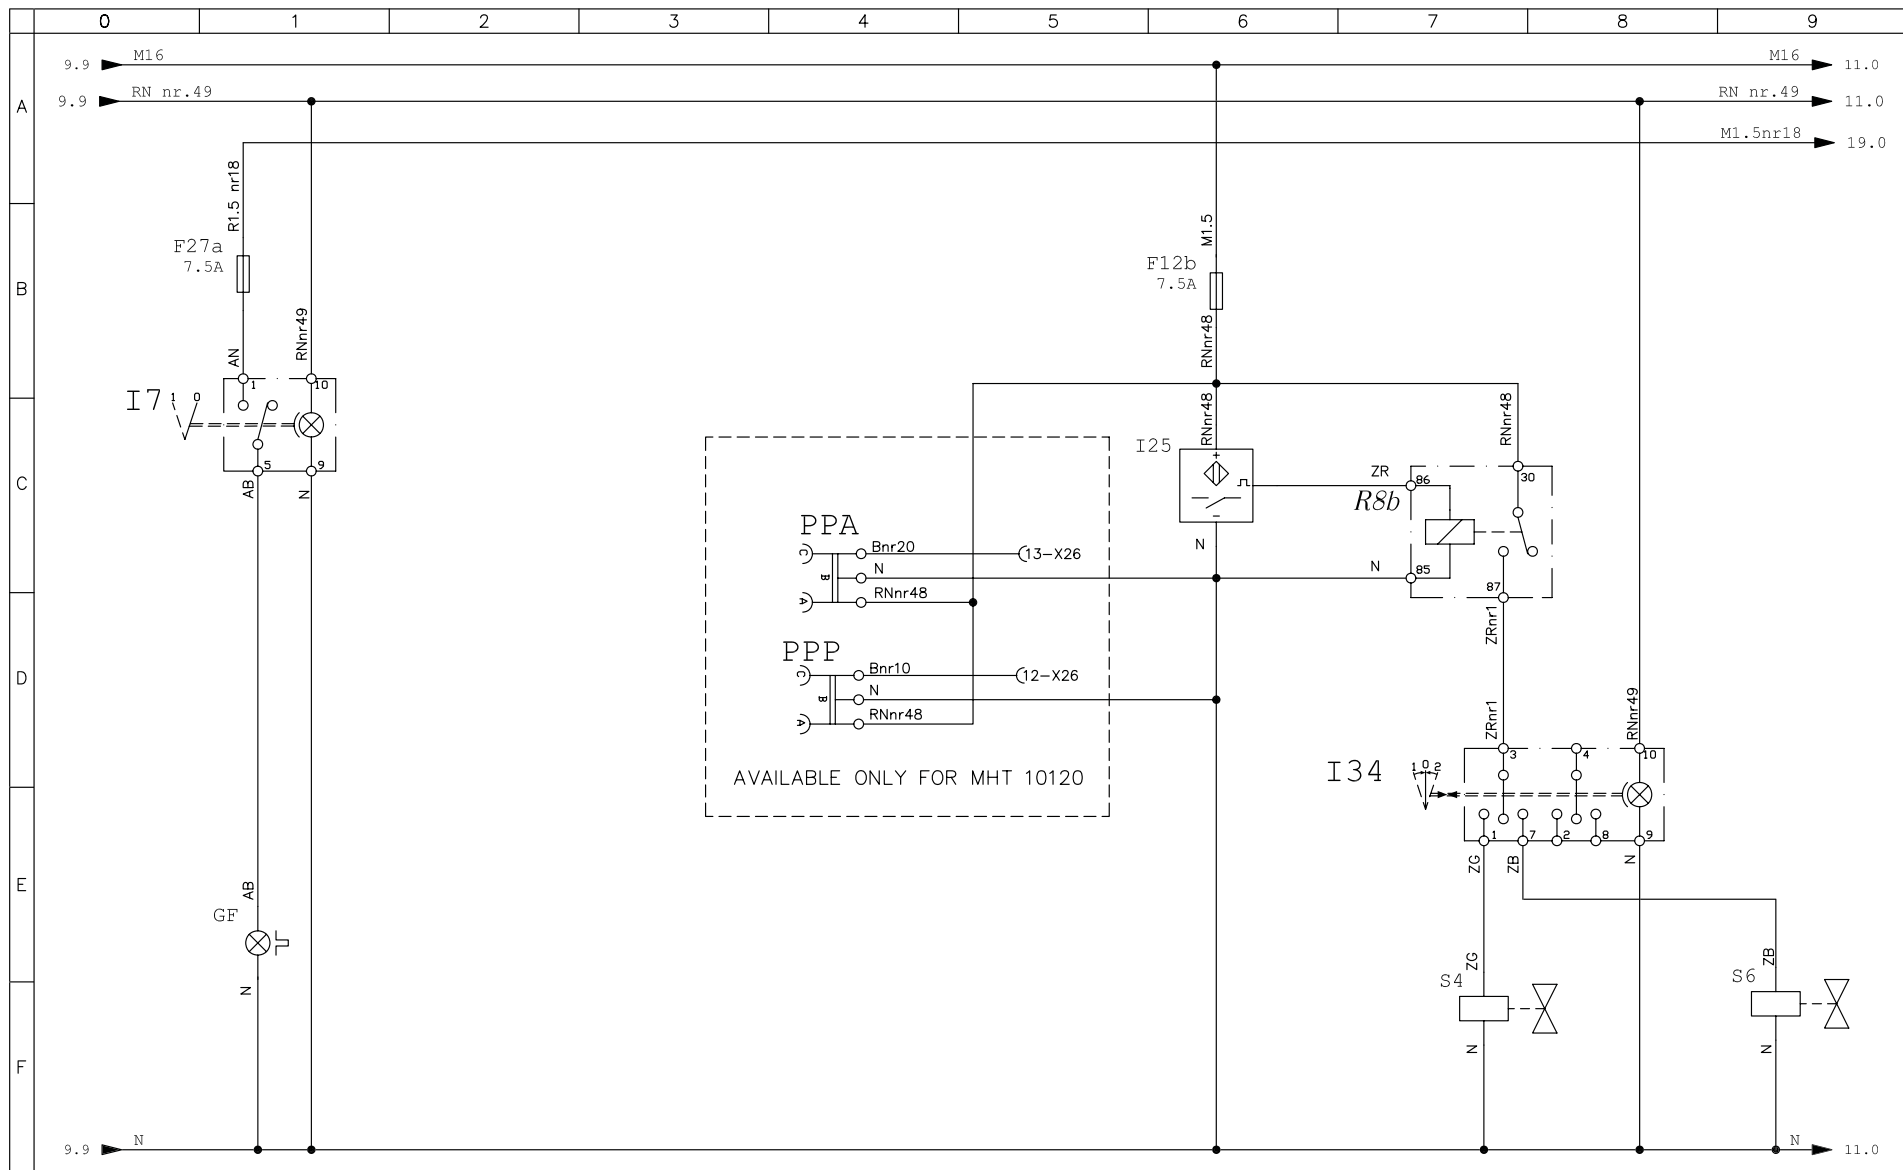 0 1 2 3 4 5 6 7 8 9
9.9 M16 M16 11.0
A
9.9 RN nr.49 RN nr.49 11.0
M1.5nr18 19.0
R1.5 nr18
B
F27a
7.5A
M1.5
F12b
7.5A
AN
RNnr49
RNnr48
1 10
I7 1 0
5 9
AB N
C
RNnr48
I25
+
-
N
RNnr48
ZR
86 30
R8b
N
85
87
PPA
C Bnr20 13-X26
B N
A RNnr48
ZRnr1
D
PPP
C Bnr10 12-X26
B N
A RNnr48
AVAILABLE ONLY FOR MHT 10120
ZRnr1
RNnr49
3 4 10
I34 1 0 2
1 7 2 8 9
ZG ZB N
E
AB
GF
N
ZG
S4
N
ZB
S6
N
F
9.9 N N 11.0